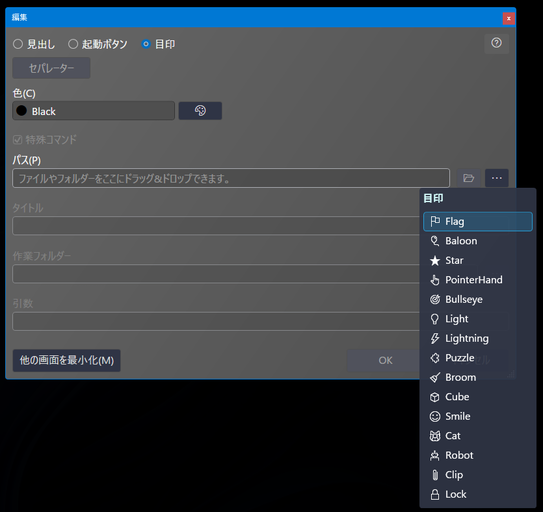 編集
見出し 起動ボタン 目印
セパレーター
色(C)
Black
特殊コマンド
パス(P)
ファイルやフォルダーをここにドラッグ&ドロップできます。
タイトル
作業フォルダー
引数
他の画面を最小化(M) OK
目印
Flag
Baloon
Star
PointerHand
Bullseye
Light
Lightning
Puzzle
Broom
Cube
Smile
Cat
Robot
Clip
Lock